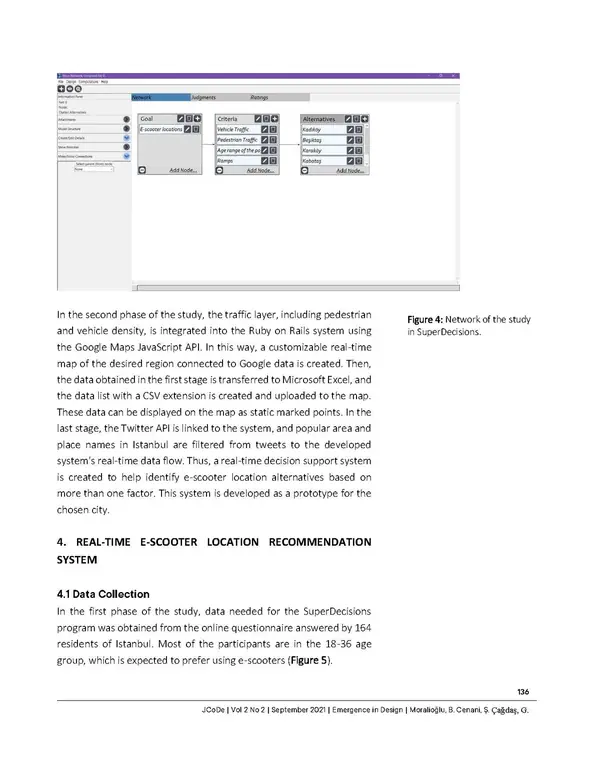 File Design Computations Help
Network
Judgments
Ratings
Goal
E-scooter locations
Add Node...
Criteria
Vehicle Traffic
Pedestrian Traffic
Age range of the po
Ramps
Add Node...
Alternatives
Kadıköy
Beşiktaş
Karaköy
Kabataş
Add Node...
In the second phase of the study, the traffic layer, including pedestrian
and vehicle density, is integrated into the Ruby on Rails system using
the Google Maps JavaScript API. In this way, a customizable real-time
map of the desired region connected to Google data is created. Then,
the data obtained in the first stage is transferred to Microsoft Excel, and
the data list with a CSV extension is created and uploaded to the map.
These data can be displayed on the map as static marked points. In the
last stage, the Twitter API is linked to the system, and popular area and
place names in Istanbul are filtered from tweets to the developed
system's real-time data flow. Thus, a real-time decision support system
is created to help identify e-scooter location alternatives based on
more than one factor. This system is developed as a prototype for the
chosen city.
Figure 4: Network of the study
in SuperDecisions.
4. REAL-TIME E-SCOOTER LOCATION RECOMMENDATION
SYSTEM
4.1 Data Collection
In the first phase of the study, data needed for the SuperDecisions
program was obtained from the online questionnaire answered by 164
residents of Istanbul. Most of the participants are in the 18-36 age
group, which is expected to prefer using e-scooters (Figure 5).
136
JCoDe | Vol 2 No 2 | September 2021 | Emergence in Design | Moralıoğlu, B. Cenani, Ş. Çağdaş, G.